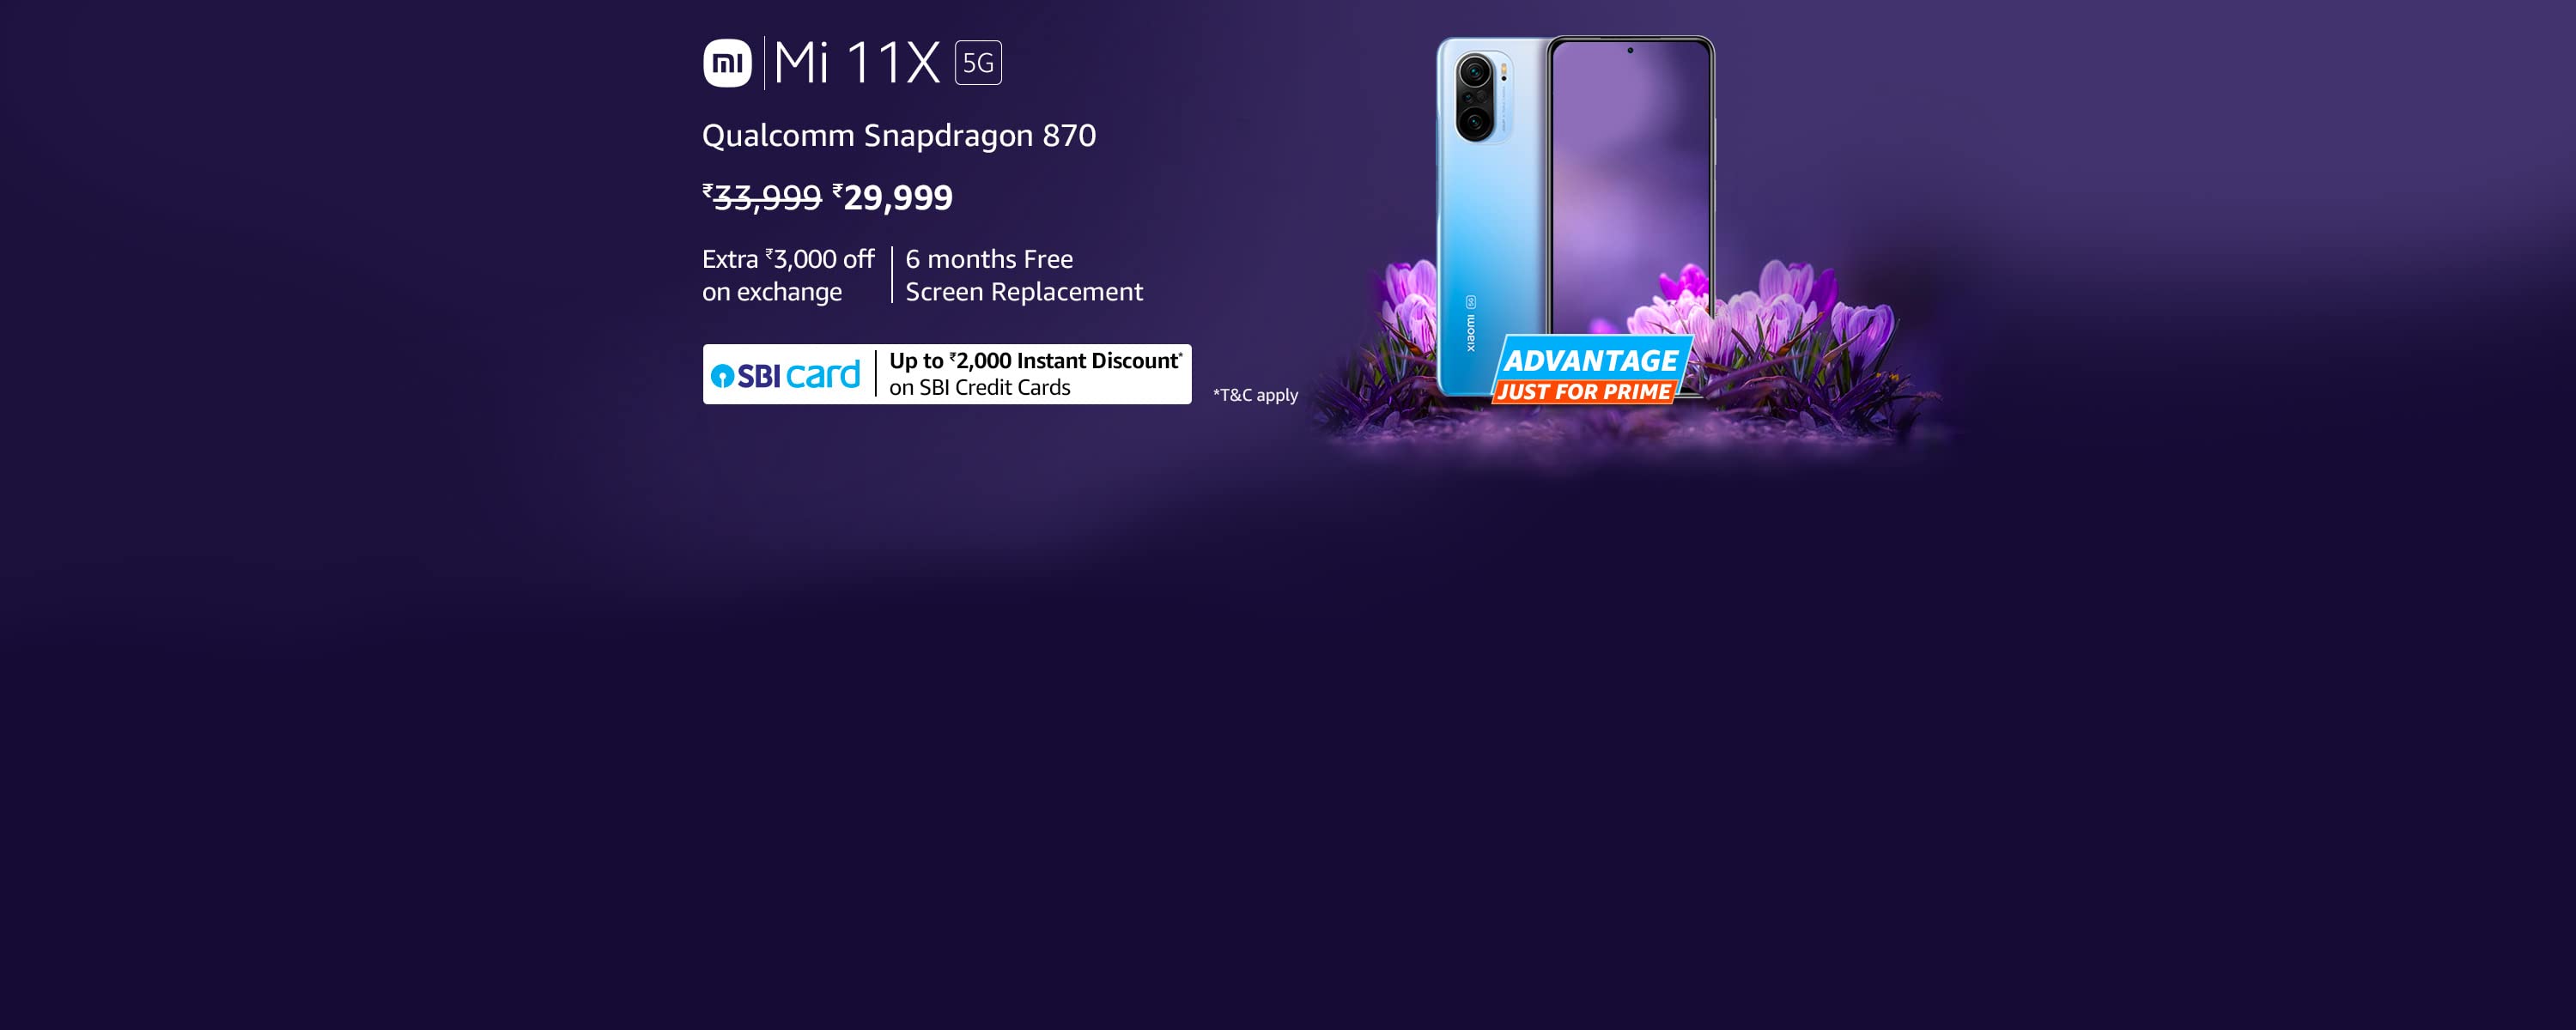 mi Mi 11X 5G
Qualcomm Snapdragon 870
₹33,999 ₹29,999
Extra ₹3,000 off
on exchange
6 months Free
Screen Replacement
SBI card
Up to ₹2,000 Instant Discount*
on SBI Credit Cards
*T&C apply
xiaomi 5G
ADVANTAGE
JUST FOR PRIME